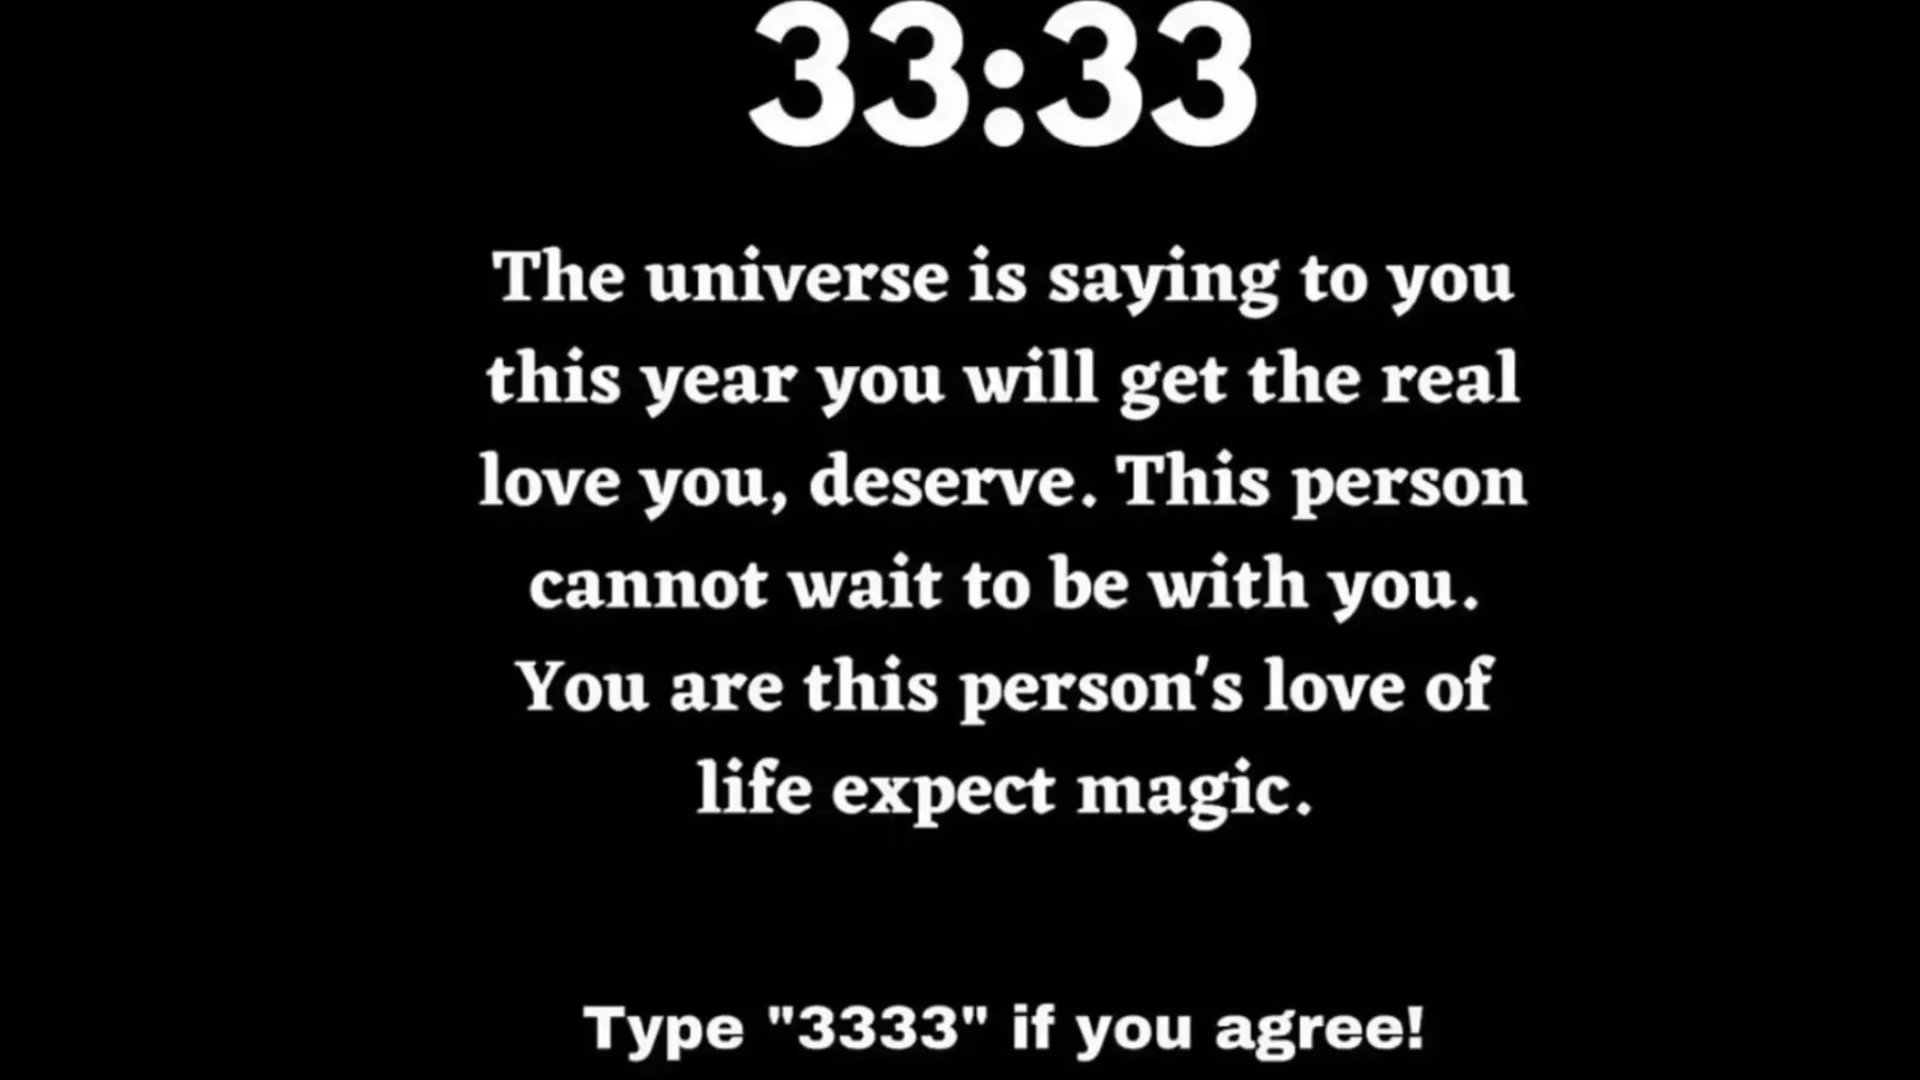 33:33
The universe is saying to you
this year you will get the real
love you, deserve. This person
cannot wait to be with you.
You are this person's love of
life expect magic.
Type "3333" if you agree!